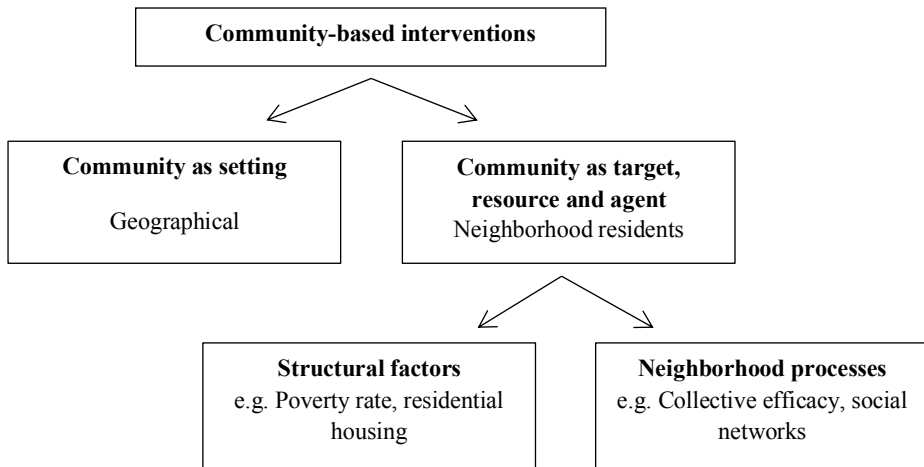 Community-based interventions
Community as setting
Geographical
Community as target,
resource and agent
Neighborhood residents
Structural factors
e.g. Poverty rate, residential
housing
Neighborhood processes
e.g. Collective efficacy, social
networks